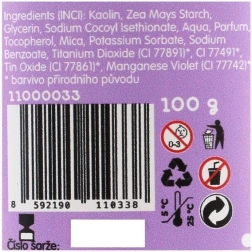 Ingredients (INCI): Kaolin, Zea Mays Starch,
Glycerin, Sodium Cocoyl Isethionate, Aqua, Parfum,
Tocopherol, Mica, Potassium Sorbate, Sodium
Benzoate, Titanium Dioxide (CI 77891)*, CI 77491*,
Tin Oxide (CI 77861)*, Manganese Violet (CI 77742)*
* barvivo přírodního původu
11000033
100 g
0-3
8 592190 110338
5°C
25°C
Číslo šarže: